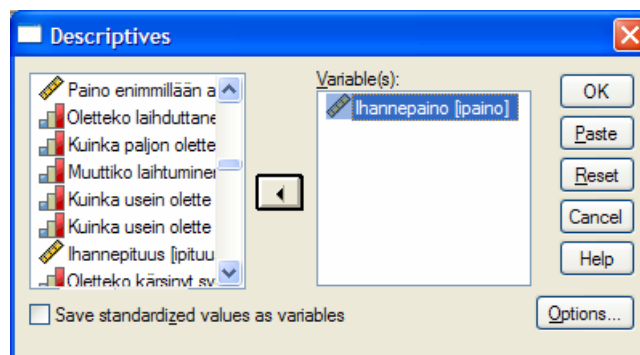 Descriptives
Paino enimmillään a
Oletteko laihduttane
Kuinka paljon olette
Muuttiko laihtuminen
Kuinka usein olette
Kuinka usein olette
Ihannepituus [ipituu
Oletteko kärsinyt sy
Variable(s):
Ihannepaino [ipaino]
OK
Paste
Reset
Cancel
Help
Save standardized values as variables
Options...